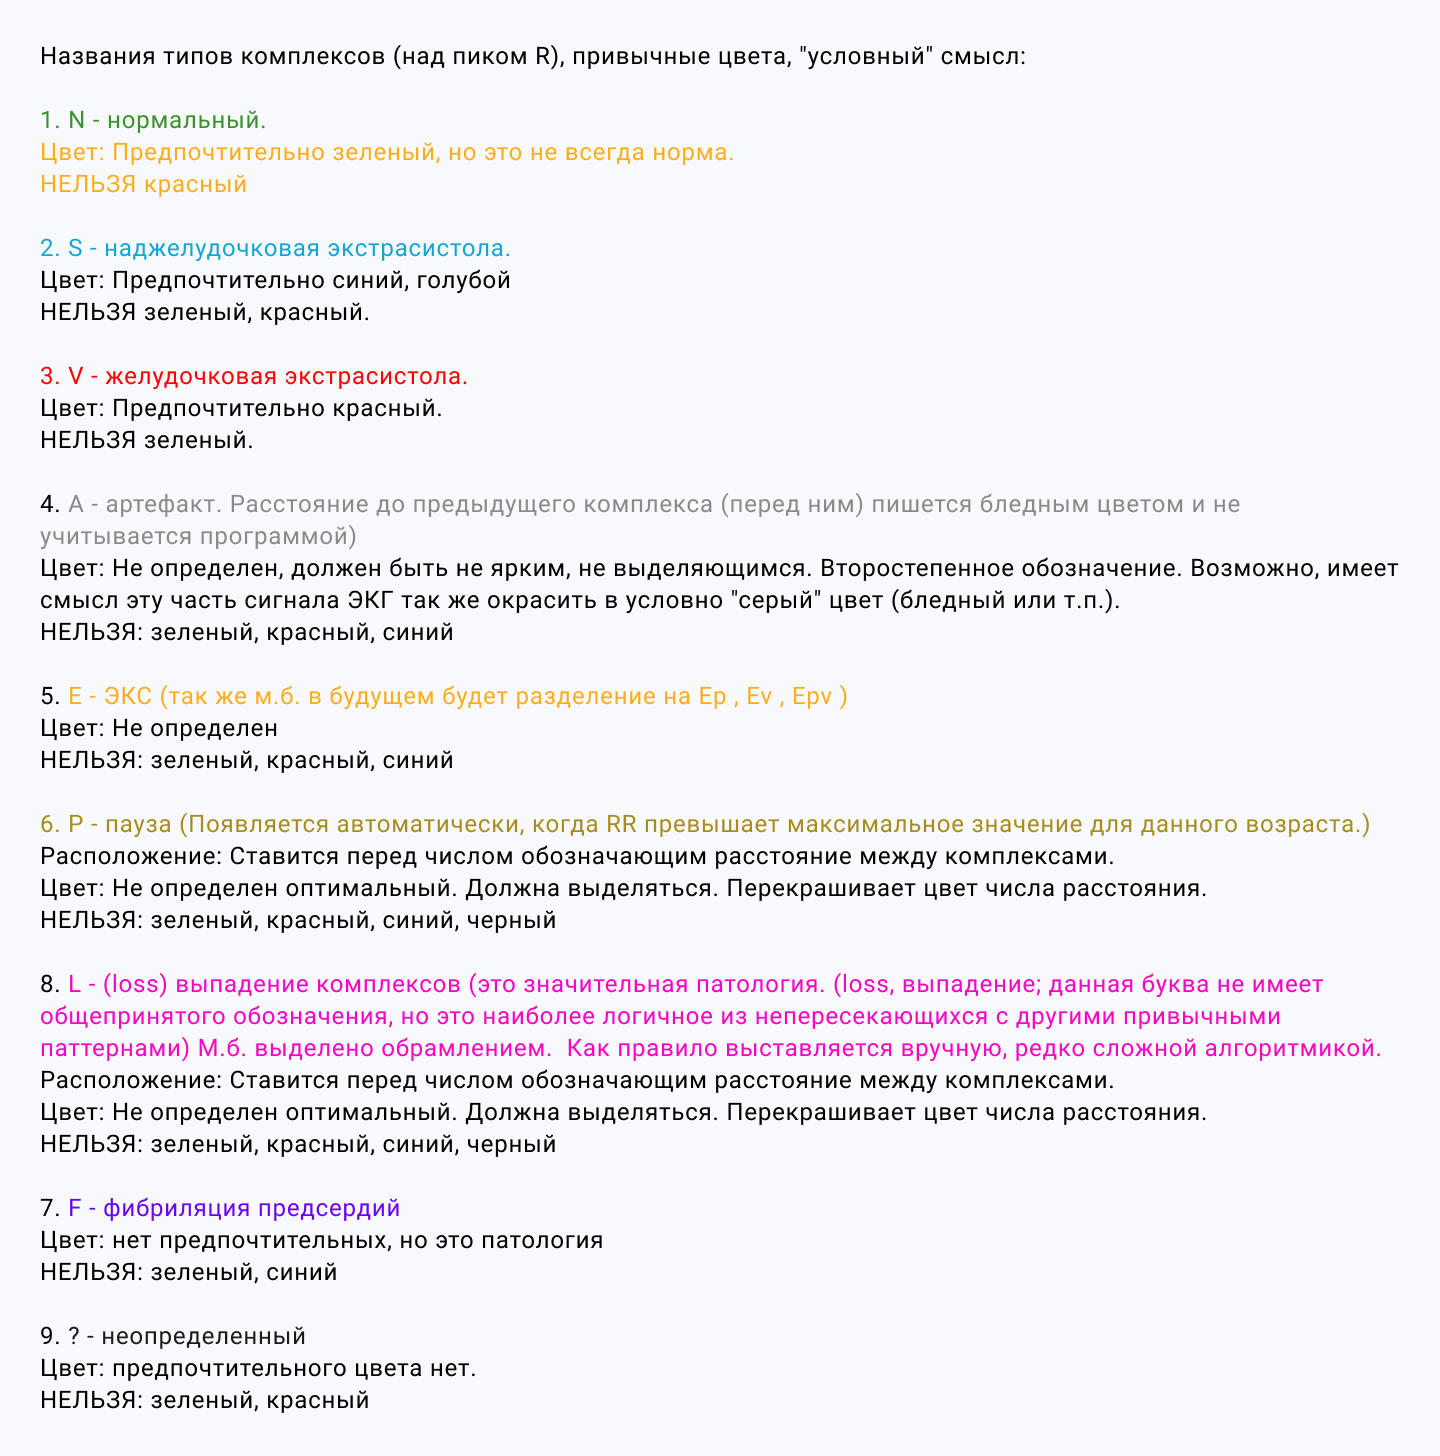 Названия типов комплексов (над пиком R), привычные цвета, "условный" смысл:
1. N - нормальный.
Цвет: Предпочтительно зеленый, но это не всегда норма.
НЕЛЬЗЯ красный
2. S - наджелудочковая экстрасистола.
Цвет: Предпочтительно синий, голубой
НЕЛЬЗЯ зеленый, красный.
3. V - желудочковая экстрасистола.
Цвет: Предпочтительно красный.
НЕЛЬЗЯ зеленый.
4. A - артефакт. Расстояние до предыдущего комплекса (перед ним) пишется бледным цветом и не
учитывается программой)
Цвет: Не определен, должен быть не ярким, не выделяющимся. Второстепенное обозначение. Возможно, имеет
смысл эту часть сигнала ЭКГ так же окрасить в условно "серый" цвет (бледный или т.п.).
НЕЛЬЗЯ: зеленый, красный, синий
5. E - ЭКС (так же м.б. в будущем будет разделение на Ep , Ev , Epv )
Цвет: Не определен
НЕЛЬЗЯ: зеленый, красный, синий
6. P - пауза (Появляется автоматически, когда RR превышает максимальное значение для данного возраста.)
Расположение: Ставится перед числом обозначающим расстояние между комплексами.
Цвет: Не определен оптимальный. Должна выделяться. Перекрашивает цвет числа расстояния.
НЕЛЬЗЯ: зеленый, красный, синий, черный
8. L - (loss) выпадение комплексов (это значительная патология. (loss, выпадение; данная буква не имеет
общепринятого обозначения, но это наиболее логичное из непересекающихся с другими привычными
паттернами) М.б. выделено обрамлением.  Как правило выставляется вручную, редко сложной алгоритмикой.
Расположение: Ставится перед числом обозначающим расстояние между комплексами.
Цвет: Не определен оптимальный. Должна выделяться. Перекрашивает цвет числа расстояния.
НЕЛЬЗЯ: зеленый, красный, синий, черный
7. F - фибриляция предсердий
Цвет: нет предпочтительных, но это патология
НЕЛЬЗЯ: зеленый, синий
9. ? - неопределенный
Цвет: предпочтительного цвета нет.
НЕЛЬЗЯ: зеленый, красный